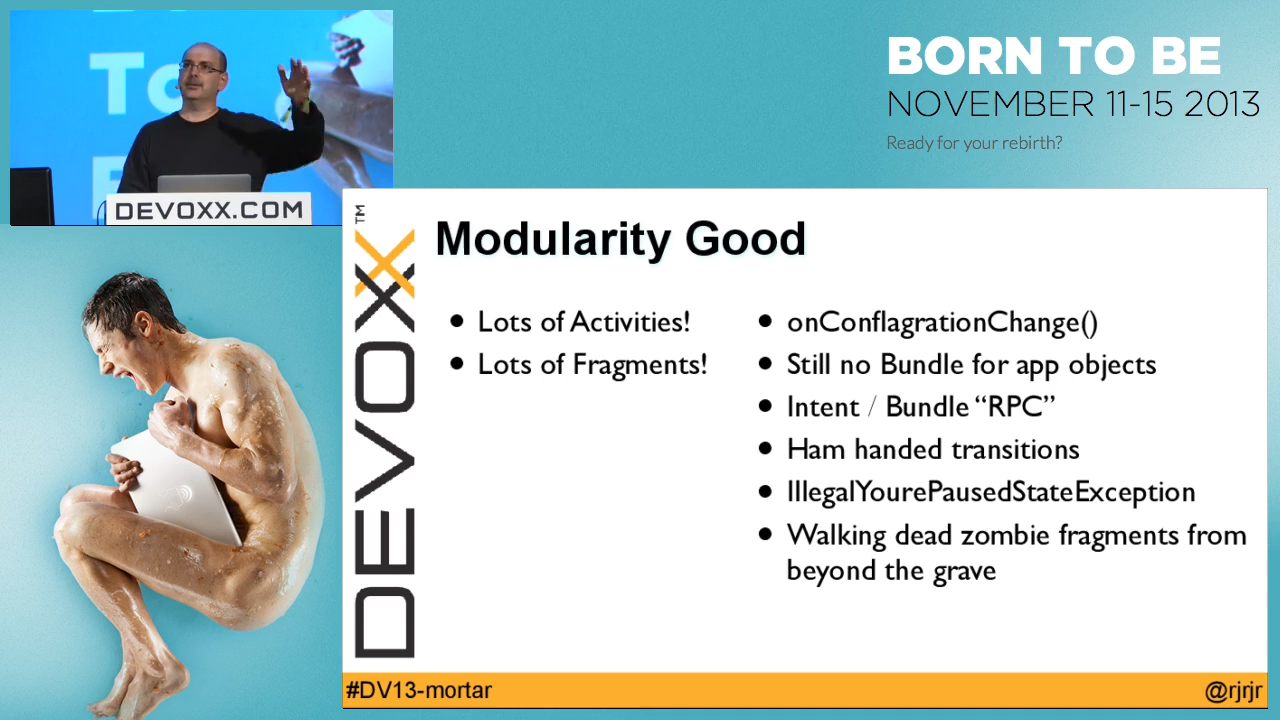 To
DEVOXX.COM
BORN TO BE
NOVEMBER 11-15 2013
Ready for your rebirth?
DEVOXX™
Modularity Good
• Lots of Activities!
• Lots of Fragments!
• onConflagrationChange()
• Still no Bundle for app objects
• Intent / Bundle “RPC”
• Ham handed transitions
• IllegalYourePausedStateException
• Walking dead zombie fragments from
beyond the grave
#DV13-mortar
@rjrjr